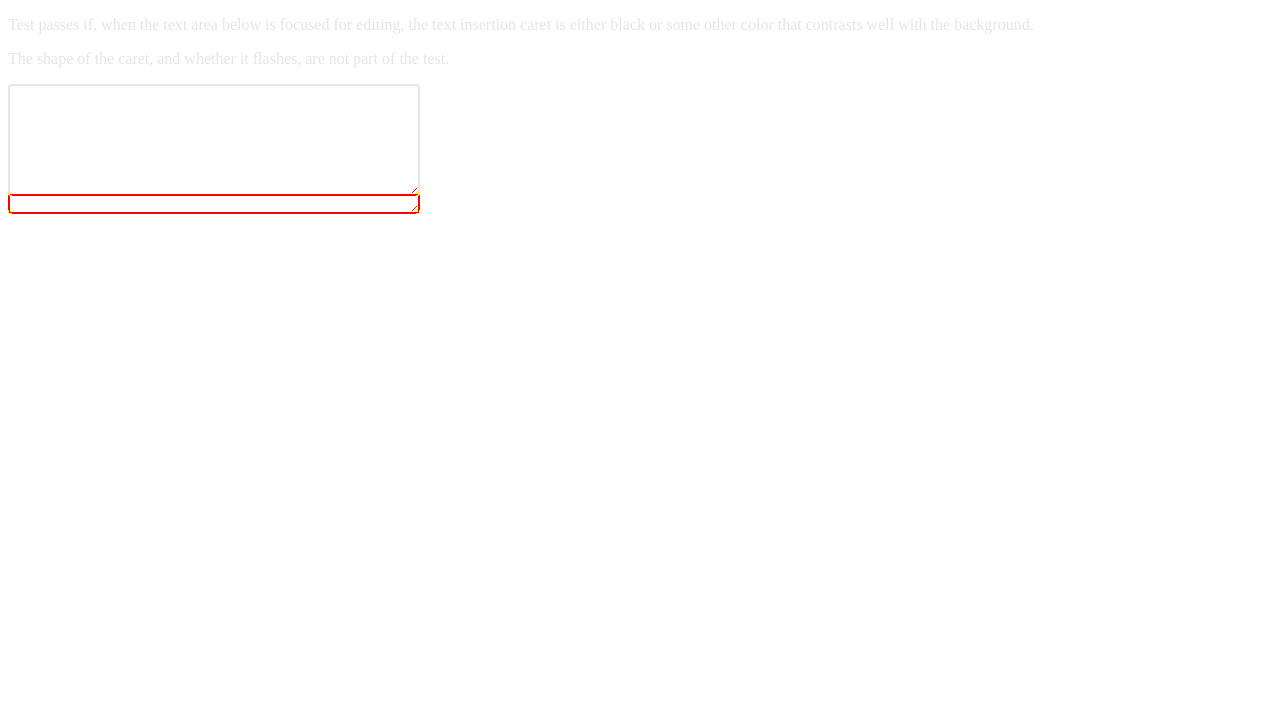 Test passes if, when the text area below is focused for editing, the text insertion caret is either black or some other color that contrasts well with the background.
The shape of the caret, and whether it flashes, are not part of the test.